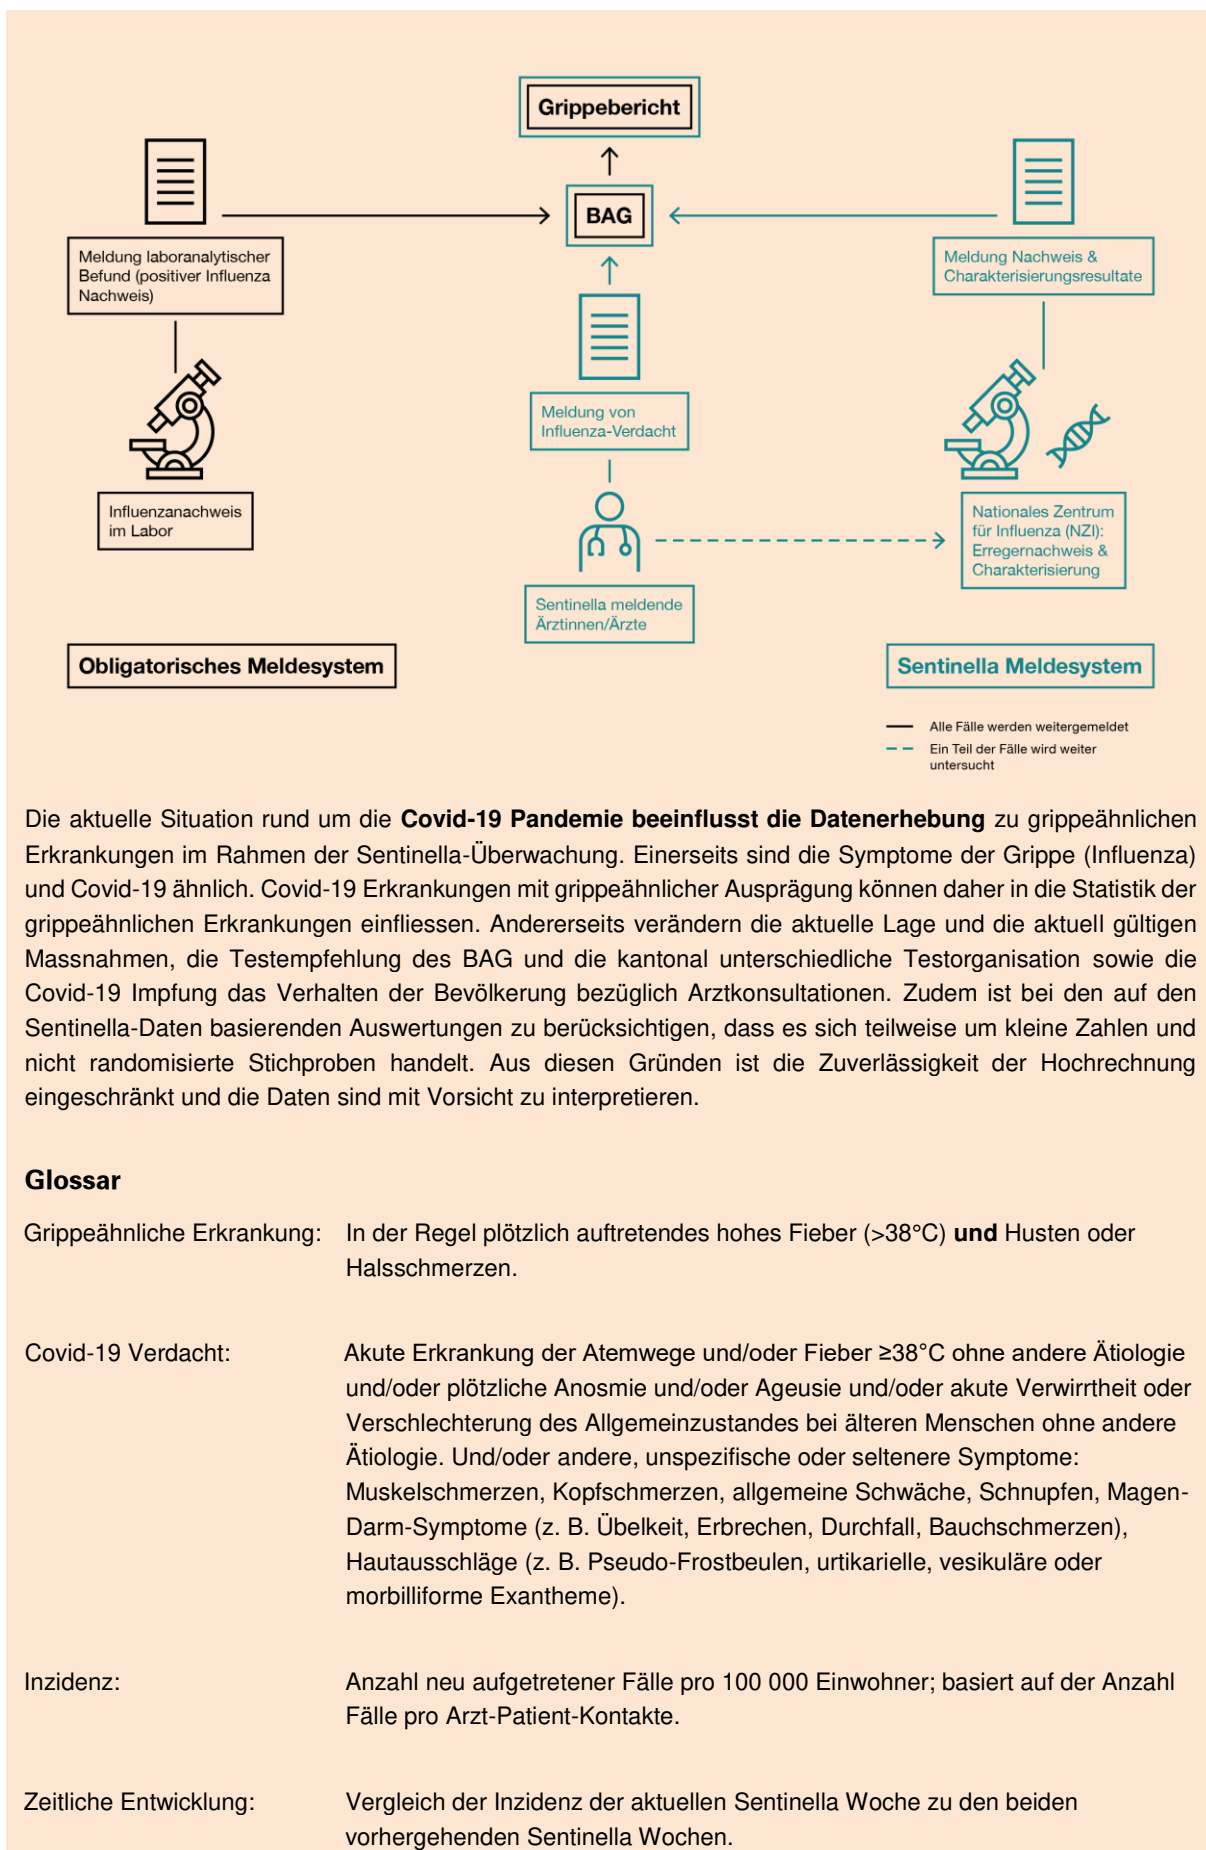 Grippebericht
BAG
Meldung laboranalytischer
Befund (positiver Influenza
Nachweis)
Meldung Nachweis &
Charakterisierungsresultate
Meldung von
Influenza-Verdacht
Influenzanachweis
im Labor
Nationales Zentrum
für Influenza (NZI):
Erregernachweis &
Charakterisierung
Sentinella meldende
Ärztinnen/Ärzte
Obligatorisches Meldesystem
Sentinella Meldesystem
Alle Fälle werden weitergemeldet
Ein Teil der Fälle wird weiter
untersucht
Die aktuelle Situation rund um die Covid-19 Pandemie beeinflusst die Datenerhebung zu grippeähnlichen
Erkrankungen im Rahmen der Sentinella-Überwachung. Einerseits sind die Symptome der Grippe (Influenza)
und Covid-19 ähnlich. Covid-19 Erkrankungen mit grippeähnlicher Ausprägung können daher in die Statistik der
grippeähnlichen Erkrankungen einfliessen. Andererseits verändern die aktuelle Lage und die aktuell gültigen
Massnahmen, die Testempfehlung des BAG und die kantonal unterschiedliche Testorganisation sowie die
Covid-19 Impfung das Verhalten der Bevölkerung bezüglich Arztkonsultationen. Zudem ist bei den auf den
Sentinella-Daten basierenden Auswertungen zu berücksichtigen, dass es sich teilweise um kleine Zahlen und
nicht randomisierte Stichproben handelt. Aus diesen Gründen ist die Zuverlässigkeit der Hochrechnung
eingeschränkt und die Daten sind mit Vorsicht zu interpretieren.
Glossar
Grippeähnliche Erkrankung: In der Regel plötzlich auftretendes hohes Fieber (>38°C) und Husten oder
Halsschmerzen.
Covid-19 Verdacht: Akute Erkrankung der Atemwege und/oder Fieber ≥38°C ohne andere Ätiologie
und/oder plötzliche Anosmie und/oder Ageusie und/oder akute Verwirrtheit oder
Verschlechterung des Allgemeinzustandes bei älteren Menschen ohne andere
Ätiologie. Und/oder andere, unspezifische oder seltenere Symptome:
Muskelschmerzen, Kopfschmerzen, allgemeine Schwäche, Schnupfen, Magen-
Darm-Symptome (z. B. Übelkeit, Erbrechen, Durchfall, Bauchschmerzen),
Hautausschläge (z. B. Pseudo-Frostbeulen, urtikarielle, vesikuläre oder
morbilliforme Exantheme).
Inzidenz: Anzahl neu aufgetretener Fälle pro 100 000 Einwohner; basiert auf der Anzahl
Fälle pro Arzt-Patient-Kontakte.
Zeitliche Entwicklung: Vergleich der Inzidenz der aktuellen Sentinella Woche zu den beiden
vorhergehenden Sentinella Wochen.